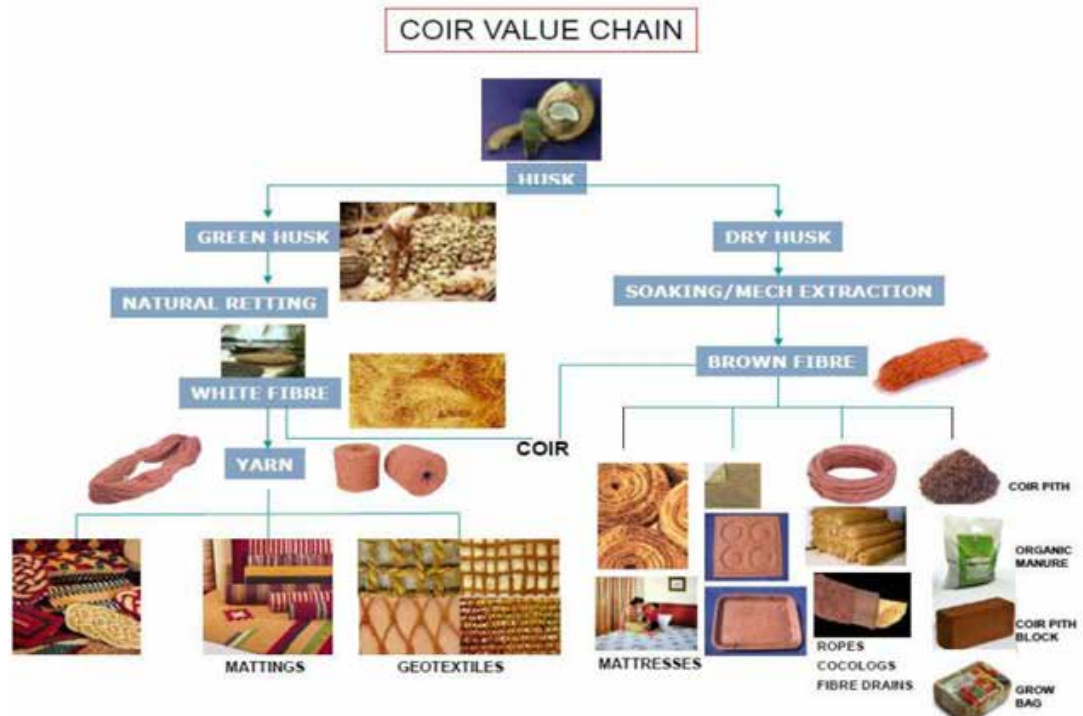 COIR VALUE CHAIN
HUSK
GREEN HUSK
DRY HUSK
NATURAL RETTING
SOAKING/MECH EXTRACTION
BROWN FIBRE
WHITE FIBRE
COIR
YARN
COIR PITH
ORGANIC
MANURE
COIR PITH
BLOCK
MATTINGS
GEOTEXTILES
MATTRESSES
ROPES
COCOLOGS
FIBRE DRAINS
GROW
BAG